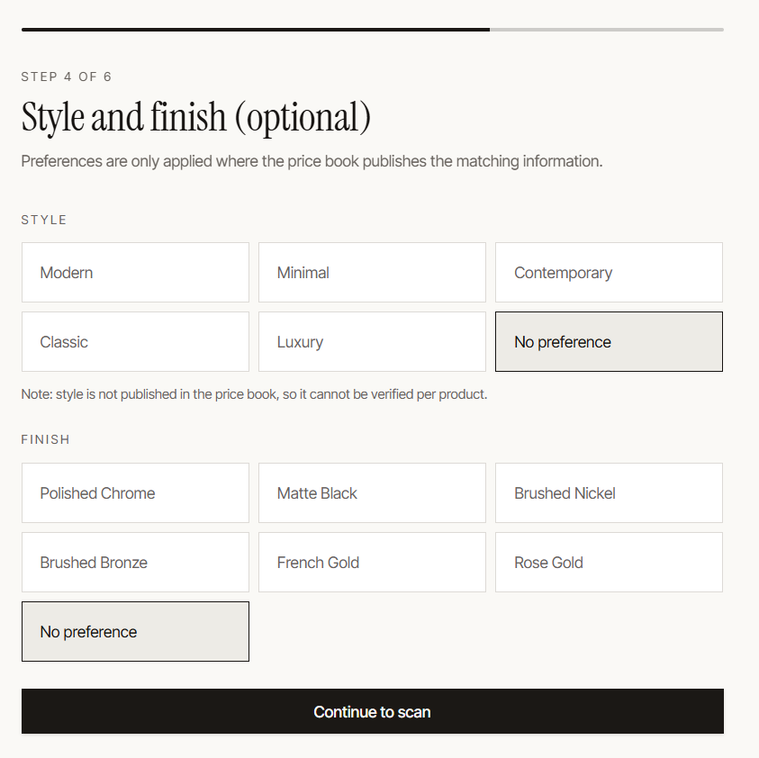 STEP 4 OF 6
Style and finish (optional)
Preferences are only applied where the price book publishes the matching information.
STYLE
Modern
Minimal
Contemporary
Classic
Luxury
No preference
Note: style is not published in the price book, so it cannot be verified per product.
FINISH
Polished Chrome
Matte Black
Brushed Nickel
Brushed Bronze
French Gold
Rose Gold
No preference
Continue to scan